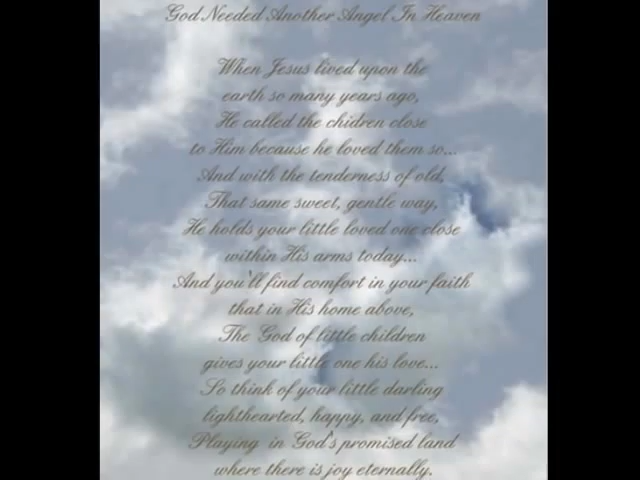 God Needed Another Angel In Heaven
When Jesus lived upon the
earth so many years ago,
He called the chidren close
to Him because he loved them so...
And with the tenderness of old,
That same sweet, gentle way,
He holds your little loved one close
within His arms today...
And you'll find comfort in your faith
that in His home above,
The God of little children
gives your little one his love...
So think of your little darling
lighthearted, happy, and free,
Playing in God's promised land
where there is joy eternally.